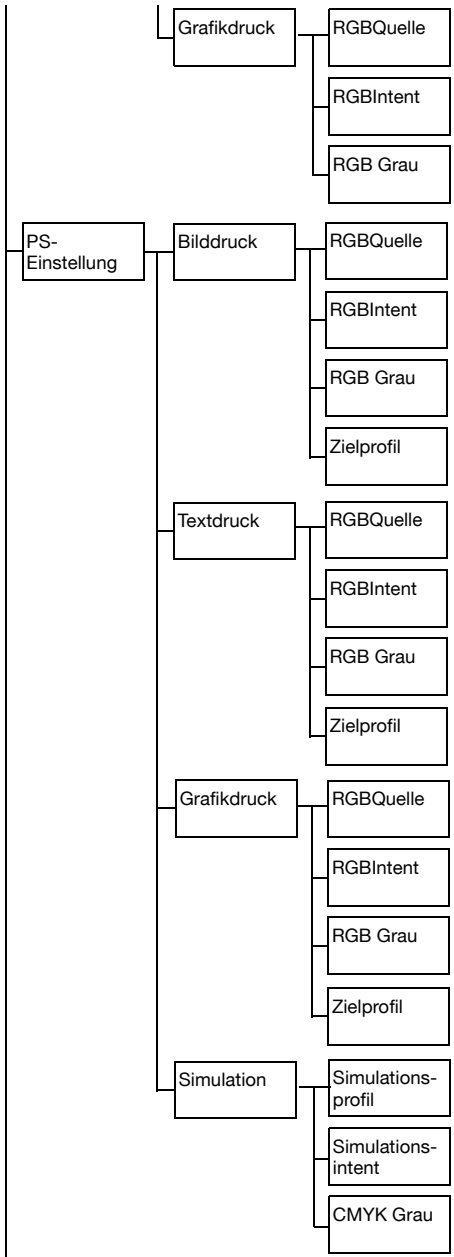 Grafikdruck
RGBQuelle
RGBIntent
RGB Grau
PS-
Einstellung
Bilddruck
RGBQuelle
RGBIntent
RGB Grau
Zielprofil
Textdruck
RGBQuelle
RGBIntent
RGB Grau
Zielprofil
Grafikdruck
RGBQuelle
RGBIntent
RGB Grau
Zielprofil
Simulation
Simulations-
profil
Simulations-
intent
CMYK Grau